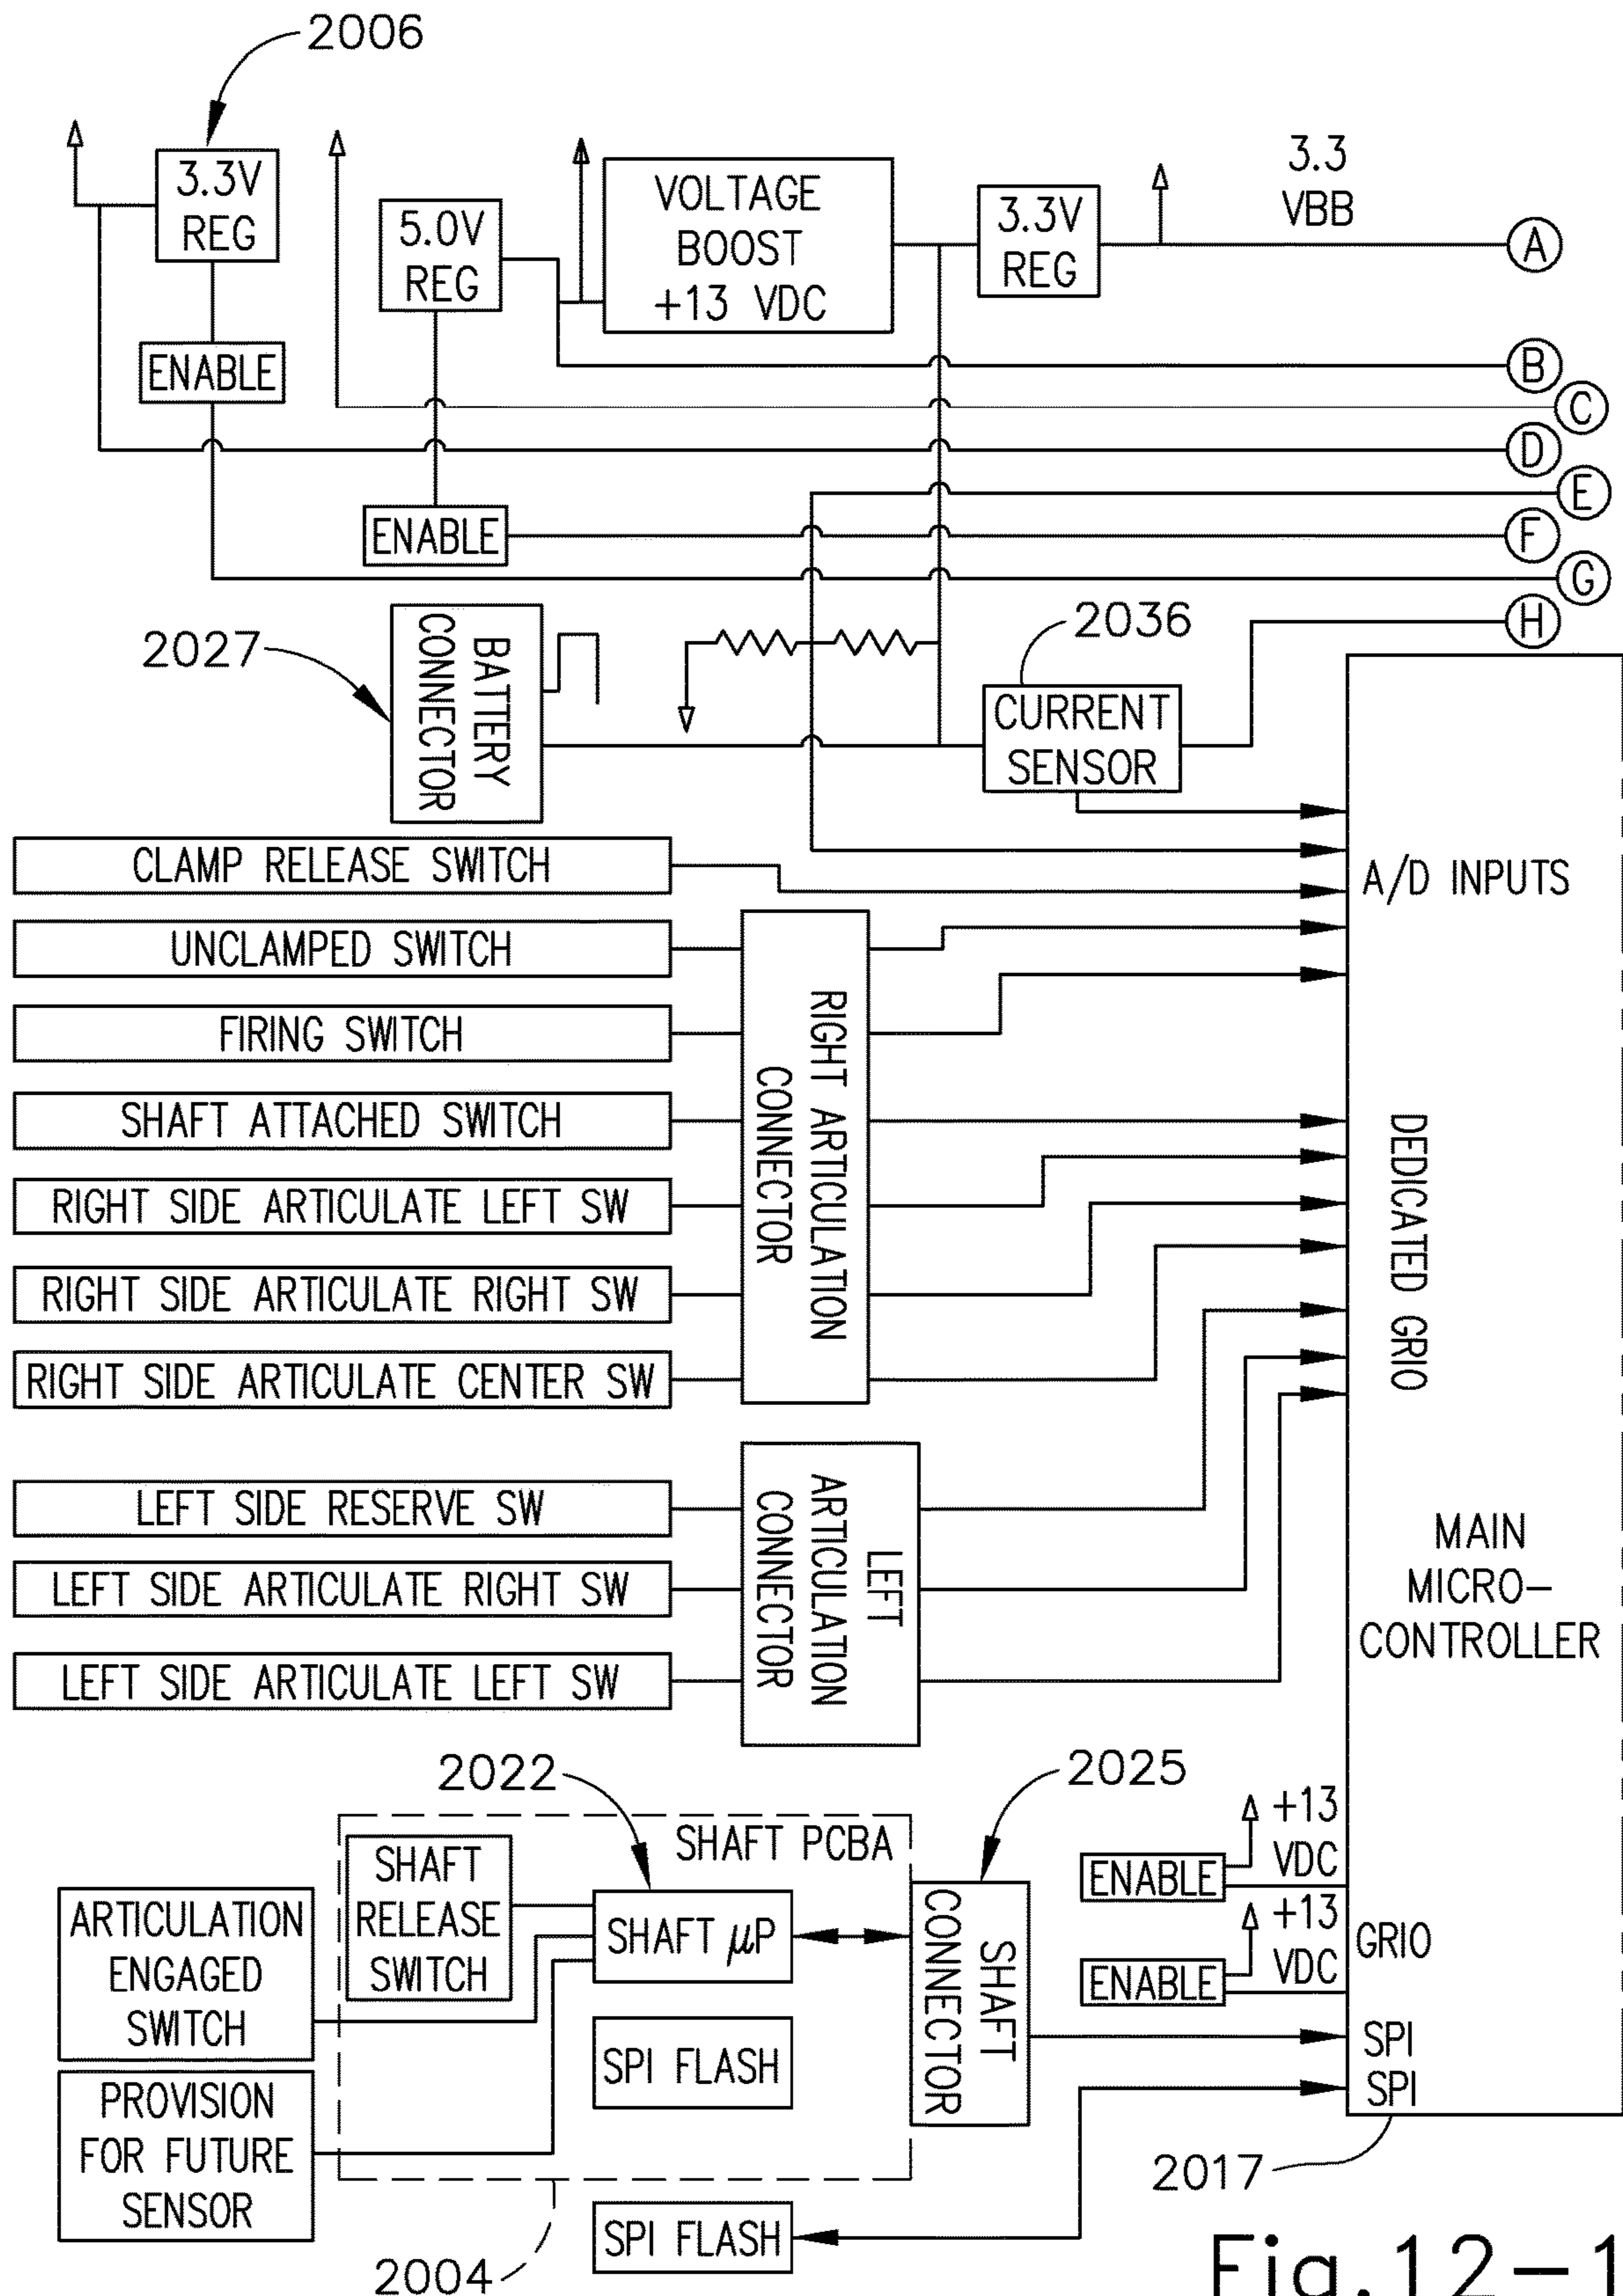 2006
3.3V
REG
5.0V
REG
VOLTAGE
BOOST
+13 VDC
3.3V
REG
3.3
VBB
A
ENABLE
B
C
D
E
ENABLE
F
G
H
2027
BATTERY
CONNECTOR
2036
CURRENT
SENSOR
CLAMP RELEASE SWITCH
A/D INPUTS
UNCLAMPED SWITCH
FIRING SWITCH
SHAFT ATTACHED SWITCH
RIGHT SIDE ARTICULATE LEFT SW
RIGHT SIDE ARTICULATE RIGHT SW
RIGHT SIDE ARTICULATE CENTER SW
RIGHT ARTICULATION
CONNECTOR
DEDICATED GRIO
LEFT SIDE RESERVE SW
LEFT SIDE ARTICULATE RIGHT SW
LEFT SIDE ARTICULATE LEFT SW
LEFT
ARTICULATION
CONNECTOR
MAIN
MICRO-
CONTROLLER
2022
2025
SHAFT PCBA
SHAFT
RELEASE
SWITCH
ARTICULATION
ENGAGED
SWITCH
SHAFT µP
SHAFT
CONNECTOR
+13
VDC
ENABLE
+13
VDC
ENABLE
GRIO
SPI FLASH
SPI
SPI
PROVISION
FOR FUTURE
SENSOR
2017
SPI FLASH
2004
Fig.12-1